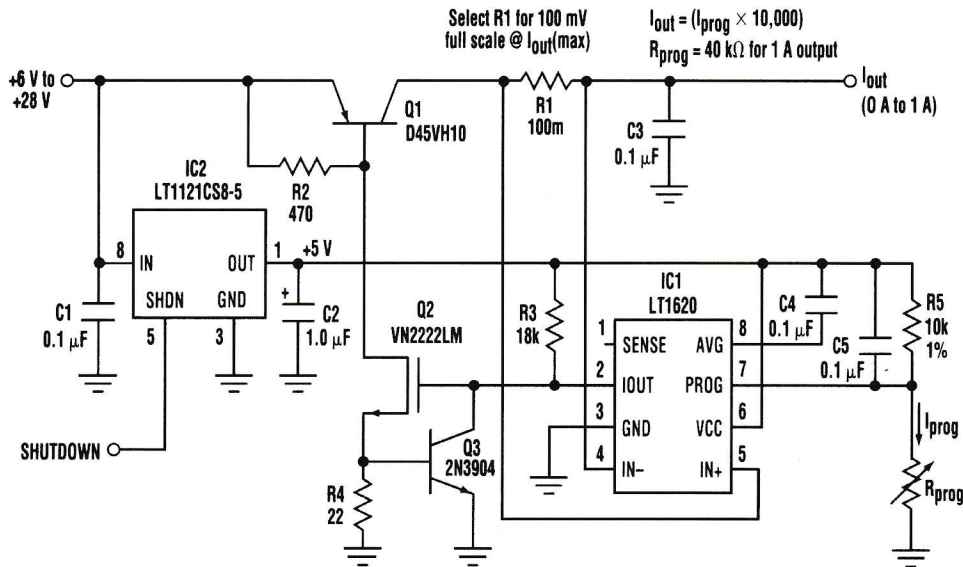 Select R1 for 100 mV
full scale @ Iout(max)
Iout = (Iprog × 10,000)
Rprog = 40 kΩ for 1 A output
+6 V to
+28 V
Iout
(0 A to 1 A)
Q1
D45VH10
R1
100m
C3
0.1 µF
IC2
LT1121CS8-5
R2
470
8
IN
OUT
1
+5 V
SHDN
GND
5
3
C1
0.1 µF
+
C2
1.0 µF
Q2
VN2222LM
R3
18k
IC1
LT1620
C4
0.1 µF
C5
0.1 µF
R5
10k
1%
1
SENSE
AVG
8
2
IOUT
PROG
7
3
GND
VCC
6
4
IN−
IN+
5
Iprog
Rprog
SHUTDOWN
Q3
2N3904
R4
22